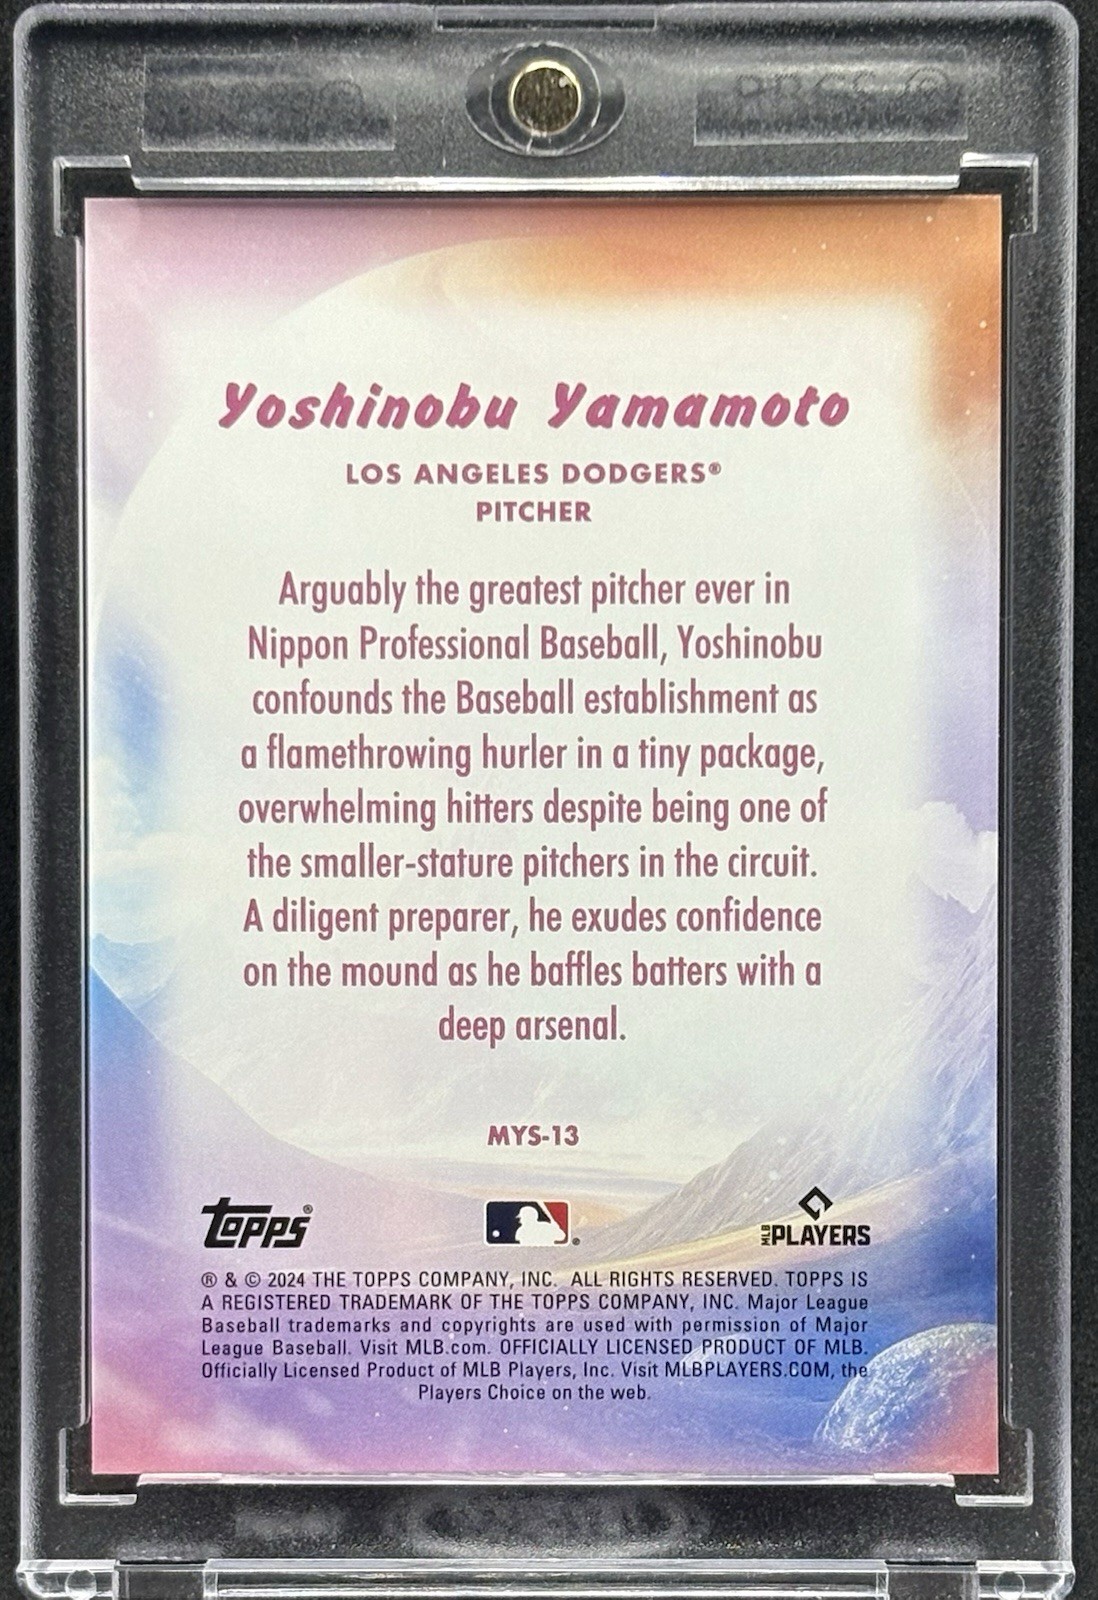 Yoshinobu Yamamoto
LOS ANGELES DODGERS®
PITCHER
Arguably the greatest pitcher ever in
Nippon Professional Baseball, Yoshinobu
confounds the Baseball establishment as
a flamethrowing hurler in a tiny package,
overwhelming hitters despite being one of
the smaller-stature pitchers in the circuit.
A diligent preparer, he exudes confidence
on the mound as he baffles batters with a
deep arsenal.
MYS-13
topps® ® MLB PLAYERS
® & © 2024 THE TOPPS COMPANY, INC. ALL RIGHTS RESERVED. TOPPS IS
A REGISTERED TRADEMARK OF THE TOPPS COMPANY, INC. Major League
Baseball trademarks and copyrights are used with permission of Major
League Baseball. Visit MLB.com. OFFICIALLY LICENSED PRODUCT OF MLB.
Officially Licensed Product of MLB Players, Inc. Visit MLBPLAYERS.COM, the
Players Choice on the web.